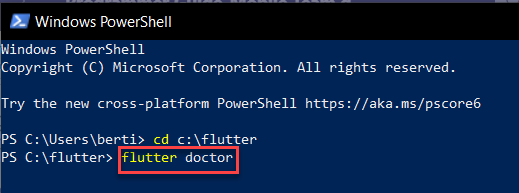 Windows PowerShell
Windows PowerShell
Copyright (C) Microsoft Corporation. All rights reserved.
Try the new cross-platform PowerShell https://aka.ms/pscore6
PS C:\Users\berti> cd c:\flutter
PS C:\flutter> flutter doctor